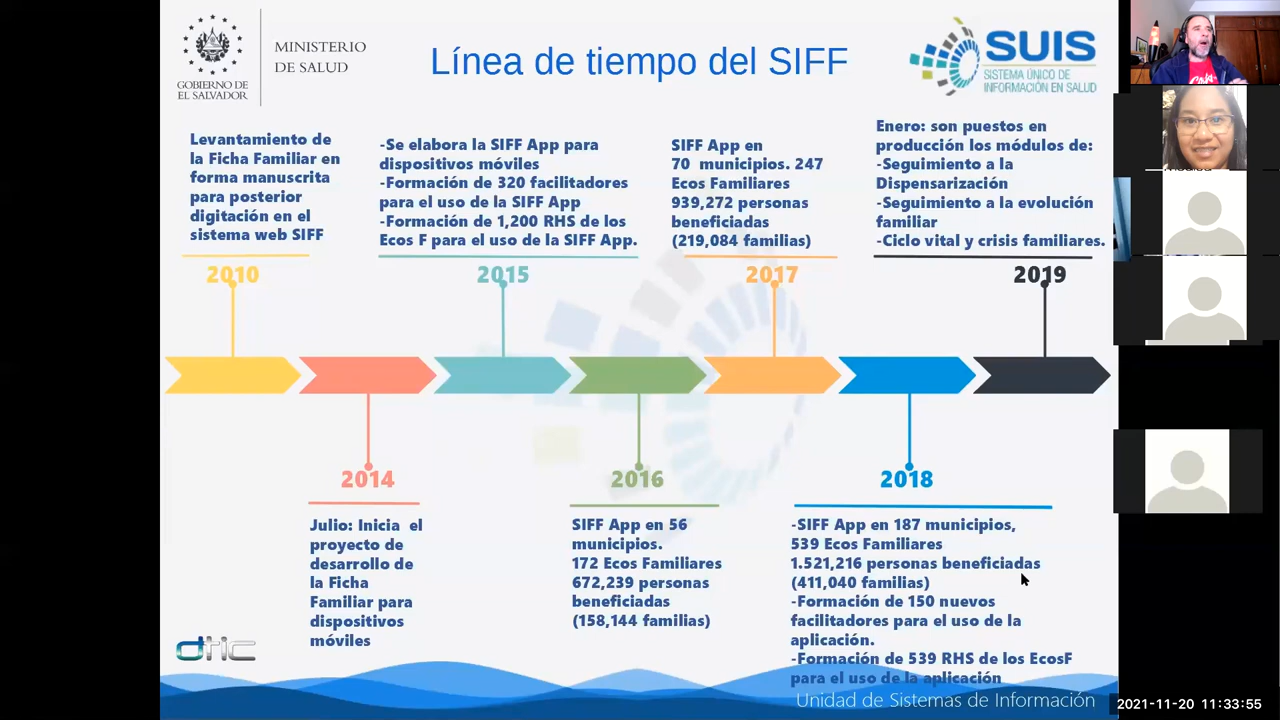 MINISTERIO
DE SALUD
GOBIERNO DE
EL SALVADOR
Línea de tiempo del SIFF
SUIS
SISTEMA ÚNICO DE
INFORMACIÓN EN SALUD
Levantamiento de
la Ficha Familiar en
forma manuscrita
para posterior
digitación en el
sistema web SIFF
2010
-Se elabora la SIFF App para
dispositivos móviles
-Formación de 320 facilitadores
para el uso de la SIFF App
-Formación de 1,200 RHS de los
Ecos F para el uso de la SIFF App.
2015
SIFF App en
70 municipios. 247
Ecos Familiares
939,272 personas
beneficiadas
(219,084 familias)
2017
Enero: son puestos en
producción los módulos de:
-Seguimiento a la
Dispensarización
-Seguimiento a la evolución
familiar
-Ciclo vital y crisis familiares.
2019
2014
Julio: Inicia el
proyecto de
desarrollo de
la Ficha
Familiar para
dispositivos
móviles
2016
SIFF App en 56
municipios.
172 Ecos Familiares
672,239 personas
beneficiadas
(158,144 familias)
2018
-SIFF App en 187 municipios,
539 Ecos Familiares
1.521,216 personas beneficiadas
(411,040 familias)
-Formación de 150 nuevos
facilitadores para el uso de la
aplicación.
-Formación de 539 RHS de los EcosF
para el uso de la aplicación
dtic
Unidad de Sistemas de Información
2021-11-20 11:33:55